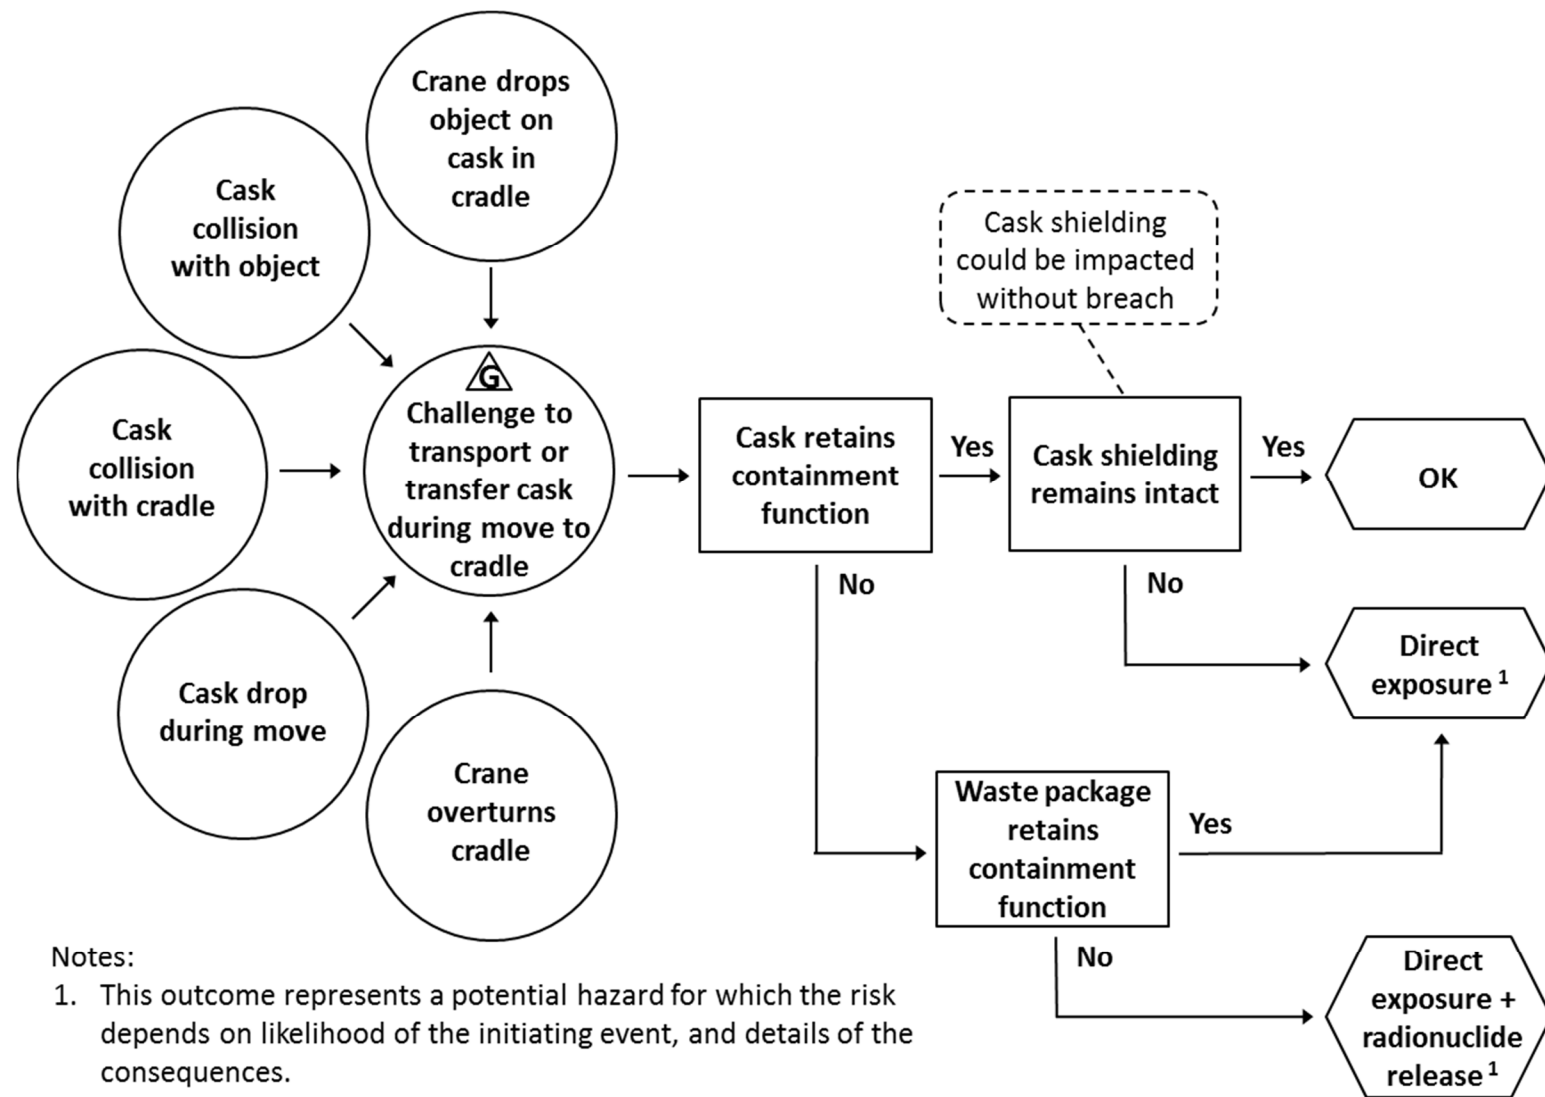 Crane drops
object on
cask in
cradle
Cask
collision
with object
Cask
collision
with cradle
Cask drop
during move
Crane
overturns
cradle
G
Challenge to
transport or
transfer cask
during move to
cradle
Cask retains
containment
function
Yes
No
Cask shielding
could be impacted
without breach
Cask shielding
remains intact
Yes
No
OK
Direct
exposure 1
Waste package
retains
containment
function
Yes
No
Direct
exposure +
radionuclide
release 1
Notes:
1. This outcome represents a potential hazard for which the risk
depends on likelihood of the initiating event, and details of the
consequences.